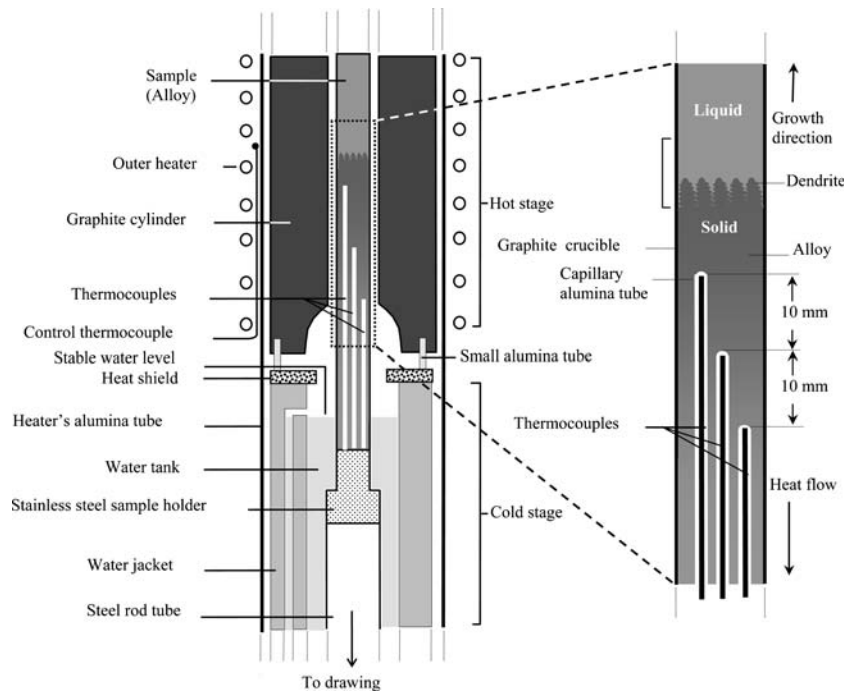 Sample
(Alloy)
Outer heater
Graphite cylinder
Thermocouples
Control thermocouple
Stable water level
Heat shield
Heater's alumina tube
Water tank
Stainless steel sample holder
Water jacket
Steel rod tube
To drawing
Hot stage
Small alumina tube
Cold stage
Liquid
Growth
direction
Dendrite
Solid
Graphite crucible
Alloy
Capillary
alumina tube
10 mm
10 mm
Thermocouples
Heat flow